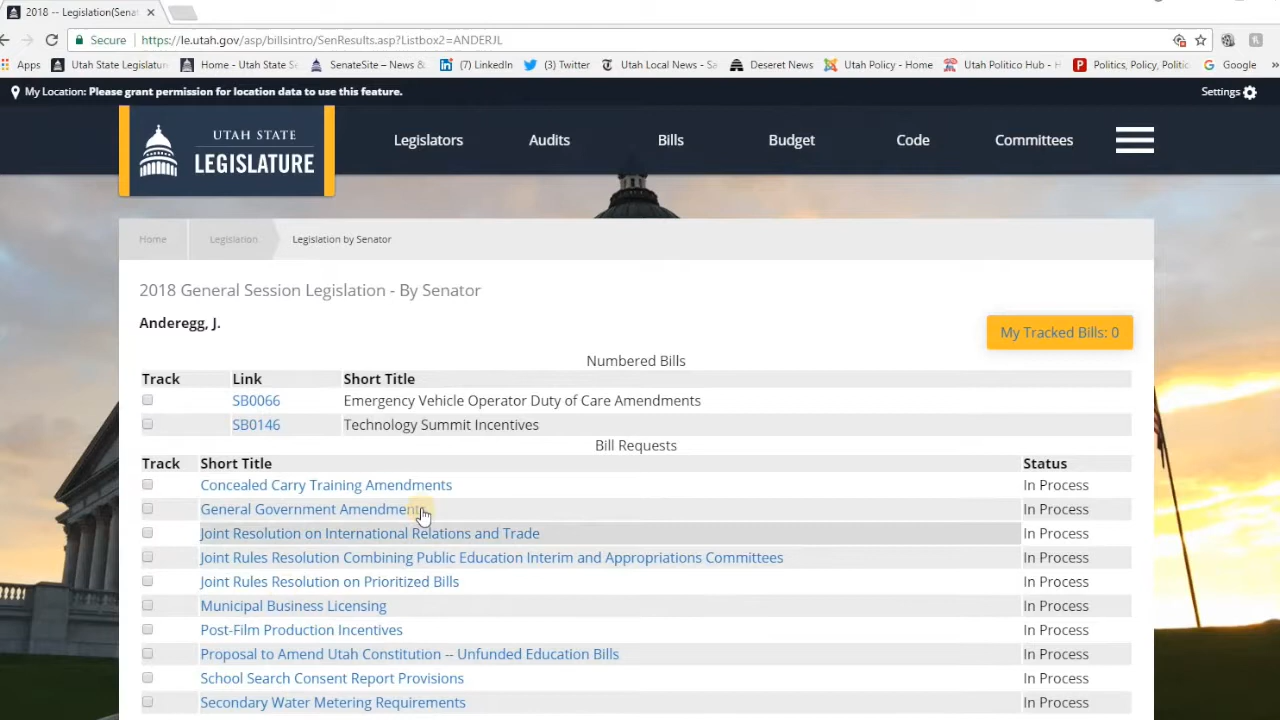 2018 -- Legislation(Sena
Secure https://le.utah.gov/asp/billsintro/SenResults.asp?Listbox2=ANDERJL
Apps Utah State Legislatur Home - Utah State Se SenateSite – News & (7) LinkedIn (3) Twitter Utah Local News - Sa Deseret News Utah Policy - Home Utah Politico Hub - H Politics, Policy, Politic Google
My Location: Please grant permission for location data to use this feature. Settings
UTAH STATE
LEGISLATURE
Legislators Audits Bills Budget Code Committees
Home Legislation Legislation by Senator
2018 General Session Legislation - By Senator
Anderegg, J.
My Tracked Bills: 0
Numbered Bills
Track Link Short Title
SB0066 Emergency Vehicle Operator Duty of Care Amendments
SB0146 Technology Summit Incentives
Bill Requests
Track Short Title Status
Concealed Carry Training Amendments In Process
General Government Amendments In Process
Joint Resolution on International Relations and Trade In Process
Joint Rules Resolution Combining Public Education Interim and Appropriations Committees In Process
Joint Rules Resolution on Prioritized Bills In Process
Municipal Business Licensing In Process
Post-Film Production Incentives In Process
Proposal to Amend Utah Constitution -- Unfunded Education Bills In Process
School Search Consent Report Provisions In Process
Secondary Water Metering Requirements In Process